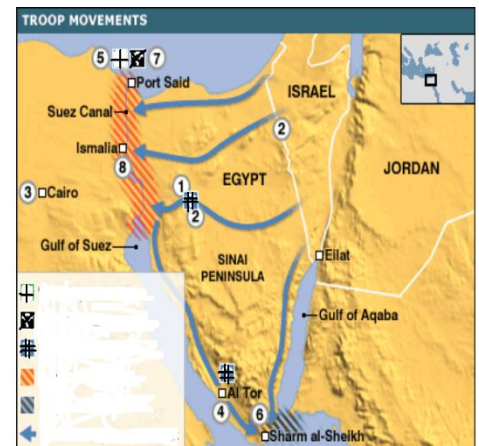 TROOP MOVEMENTS
5 7
Port Said
ISRAEL
Suez Canal
2
Ismalia
8
JORDAN
EGYPT
1
3 Cairo
2
Gulf of Suez
SINAI
PENINSULA
Eilat
Gulf of Aqaba
Al Tor
4 6
Sharm al-Sheikh